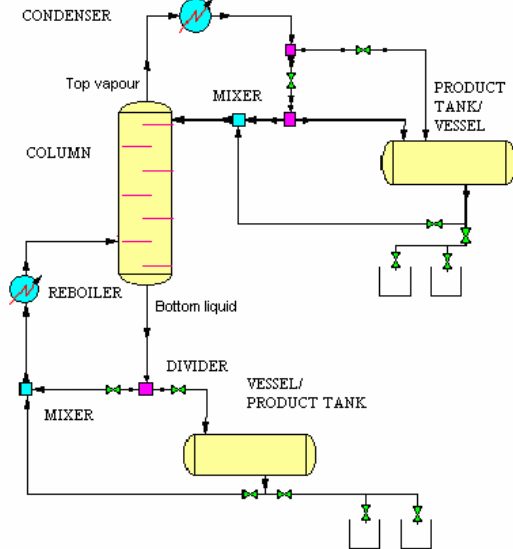 CONDENSER
Top vapour
MIXER
PRODUCT
TANK/
VESSEL
COLUMN
REBOILER
Bottom liquid
DIVIDER
VESSEL/
PRODUCT TANK
MIXER